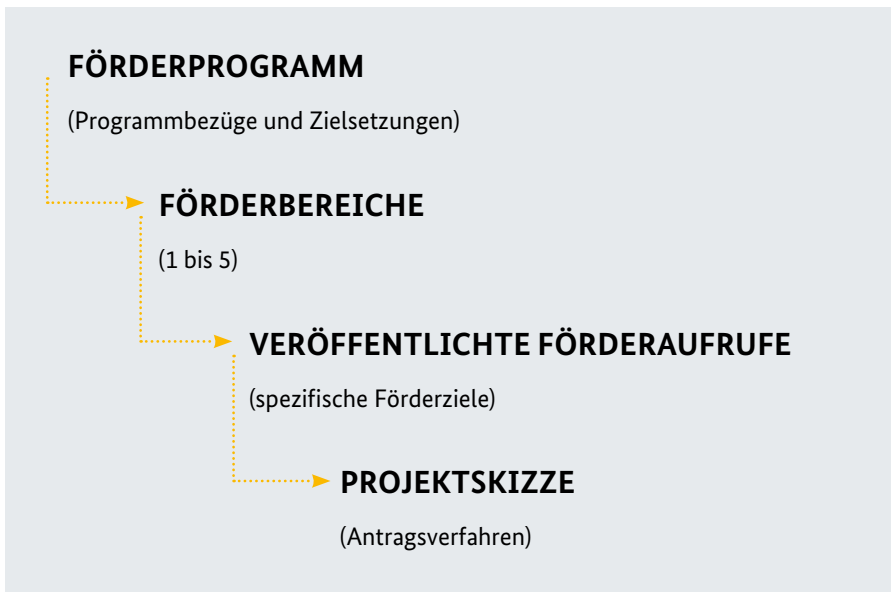 FÖRDERPROGRAMM
(Programmbezüge und Zielsetzungen)
FÖRDERBEREICHE
(1 bis 5)
VERÖFFENTLICHTE FÖRDERAUFRUFE
(spezifische Förderziele)
PROJEKTSKIZZE
(Antragsverfahren)